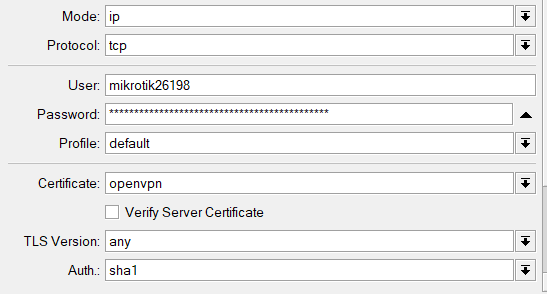 Mode: ip
Protocol: tcp
User: mikrotik26198
Password: ********************************************
Profile: default
Certificate: openvpn
Verify Server Certificate
TLS Version: any
Auth.: sha1